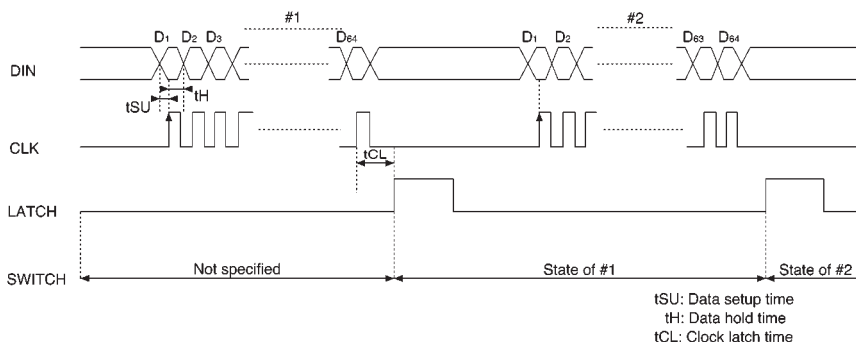 #1
#2
D1 D2 D3 D64 D1 D2 D63 D64
DIN
tSU tH
CLK
tCL
LATCH
Not specified State of #1 State of #2
SWITCH
tSU: Data setup time
tH: Data hold time
tCL: Clock latch time